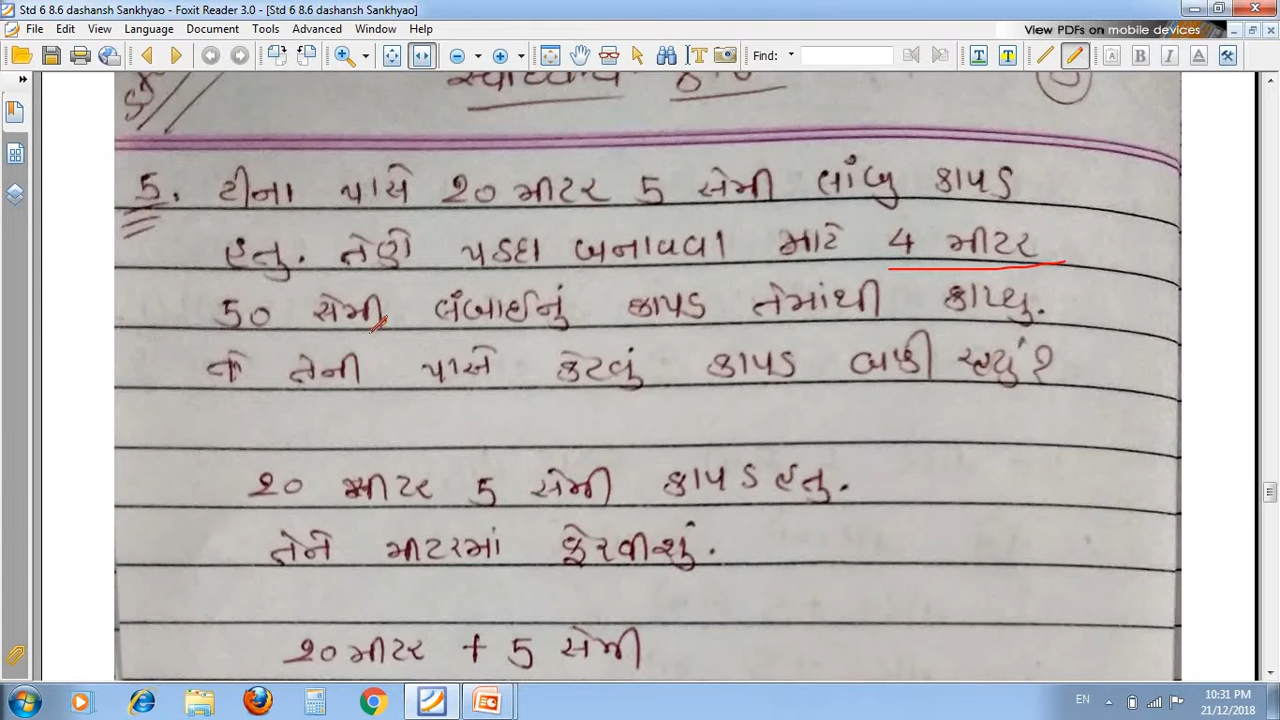 Std 6 8.6 dashansh Sankhyao - Foxit Reader 3.0 - [Std 6 8.6 dashansh Sankhyao]
File Edit View Language Document Tools Advanced Window Help
View PDFs on mobile devices
Find:
5. ટીના પાસે 20 મીટર 5 સેમી લાંબુ કાપડ
હતુ. તેણે પડદા બનાવવા માટે 4 મીટર
50 સેમી લંબાઈનું કાપડ તેમાંથી કાપ્યુ.
તો તેની પાસે કેટલું કાપડ બાકી રહ્યું?
20 મીટર 5 સેમી કાપડ હતુ.
તેને મીટરમાં ફેરવીશું.
20 મીટર + 5 સેમી
EN 10:31 PM
21/12/2018